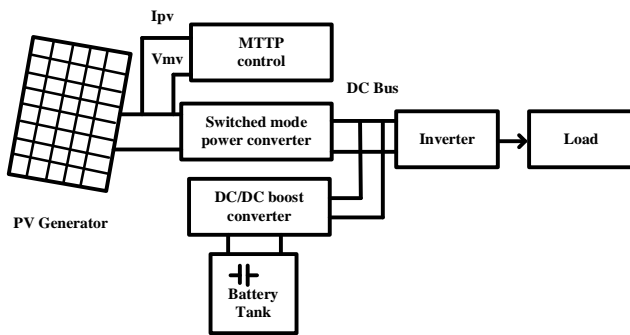 Ipv
MTTP
control
Vmv
DC Bus
Switched mode
power converter
Inverter
Load
DC/DC boost
converter
PV Generator
Battery
Tank